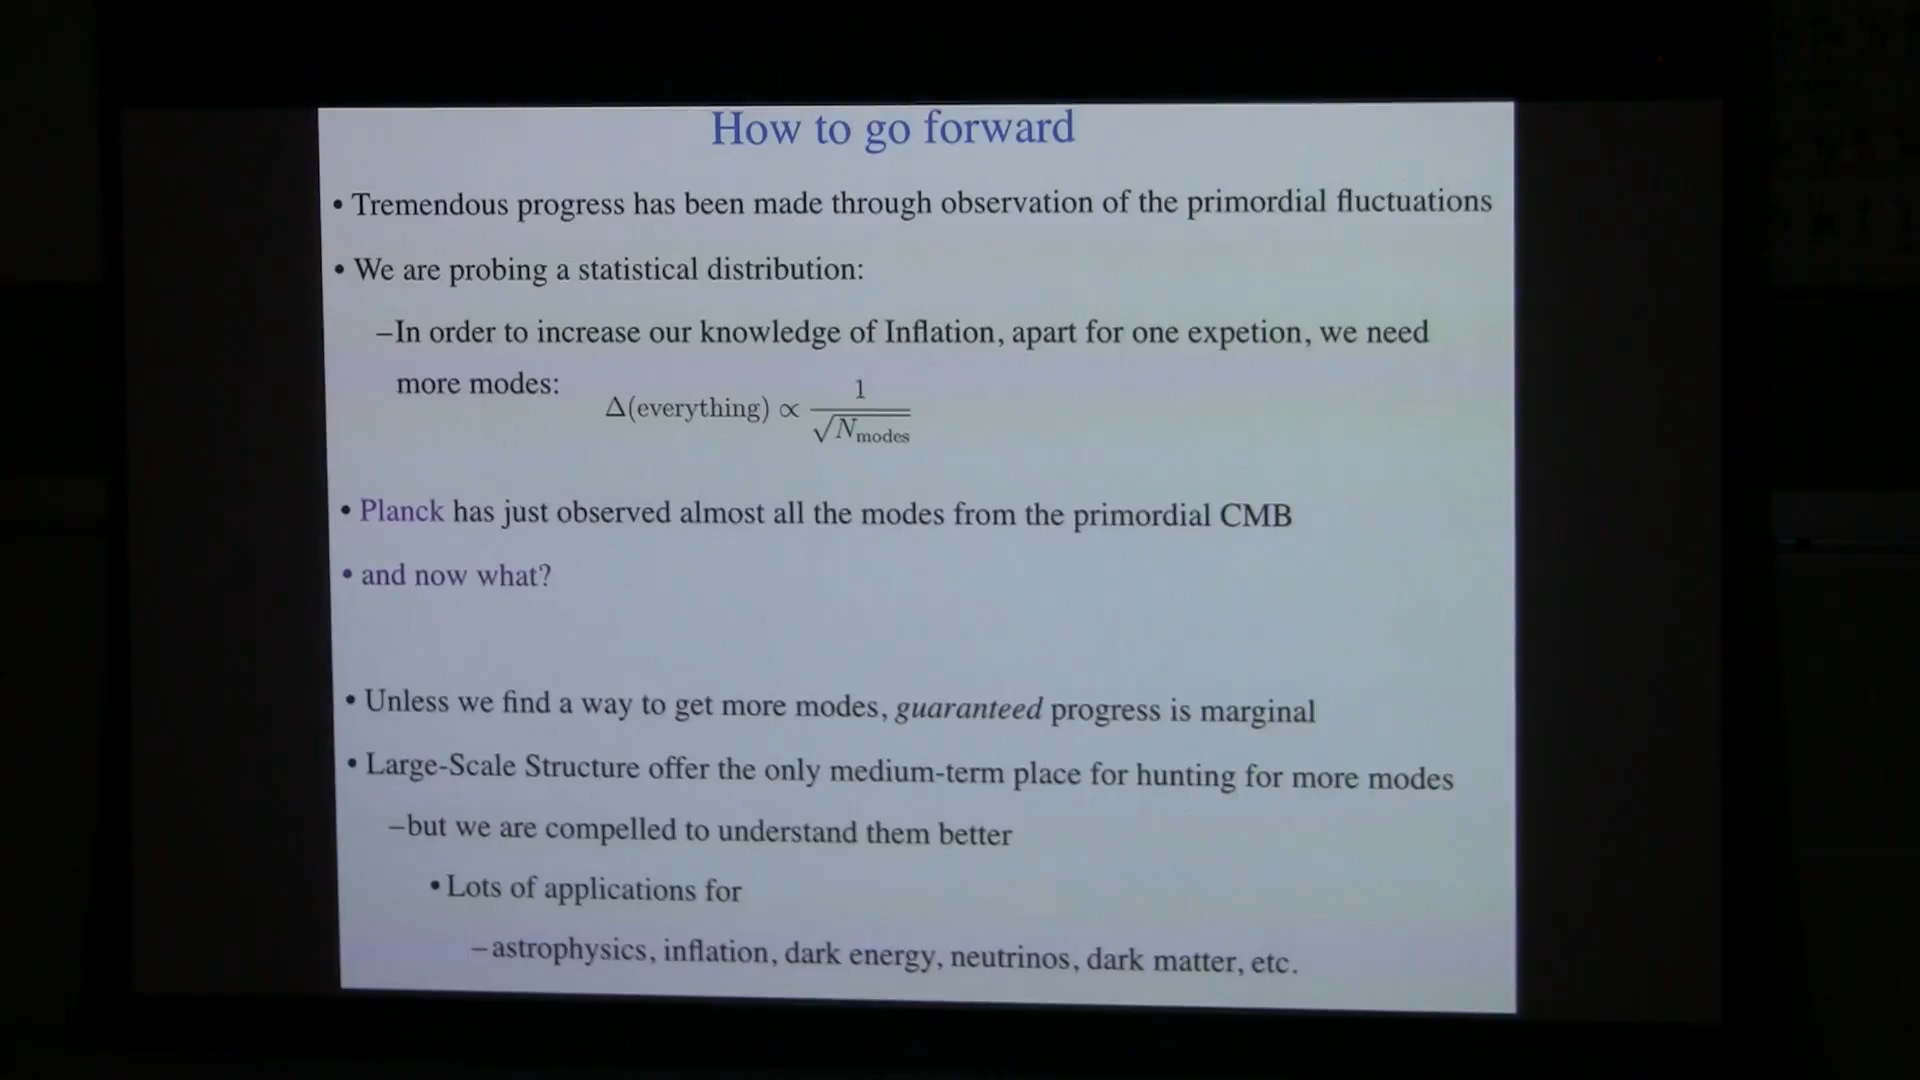 How to go forward
• Tremendous progress has been made through observation of the primordial fluctuations
• We are probing a statistical distribution:
–In order to increase our knowledge of Inflation, apart for one expetion, we need
more modes:
Δ(everything) ∝ 1/√N_modes
• Planck has just observed almost all the modes from the primordial CMB
• and now what?
• Unless we find a way to get more modes, guaranteed progress is marginal
• Large-Scale Structure offer the only medium-term place for hunting for more modes
–but we are compelled to understand them better
• Lots of applications for
– astrophysics, inflation, dark energy, neutrinos, dark matter, etc.